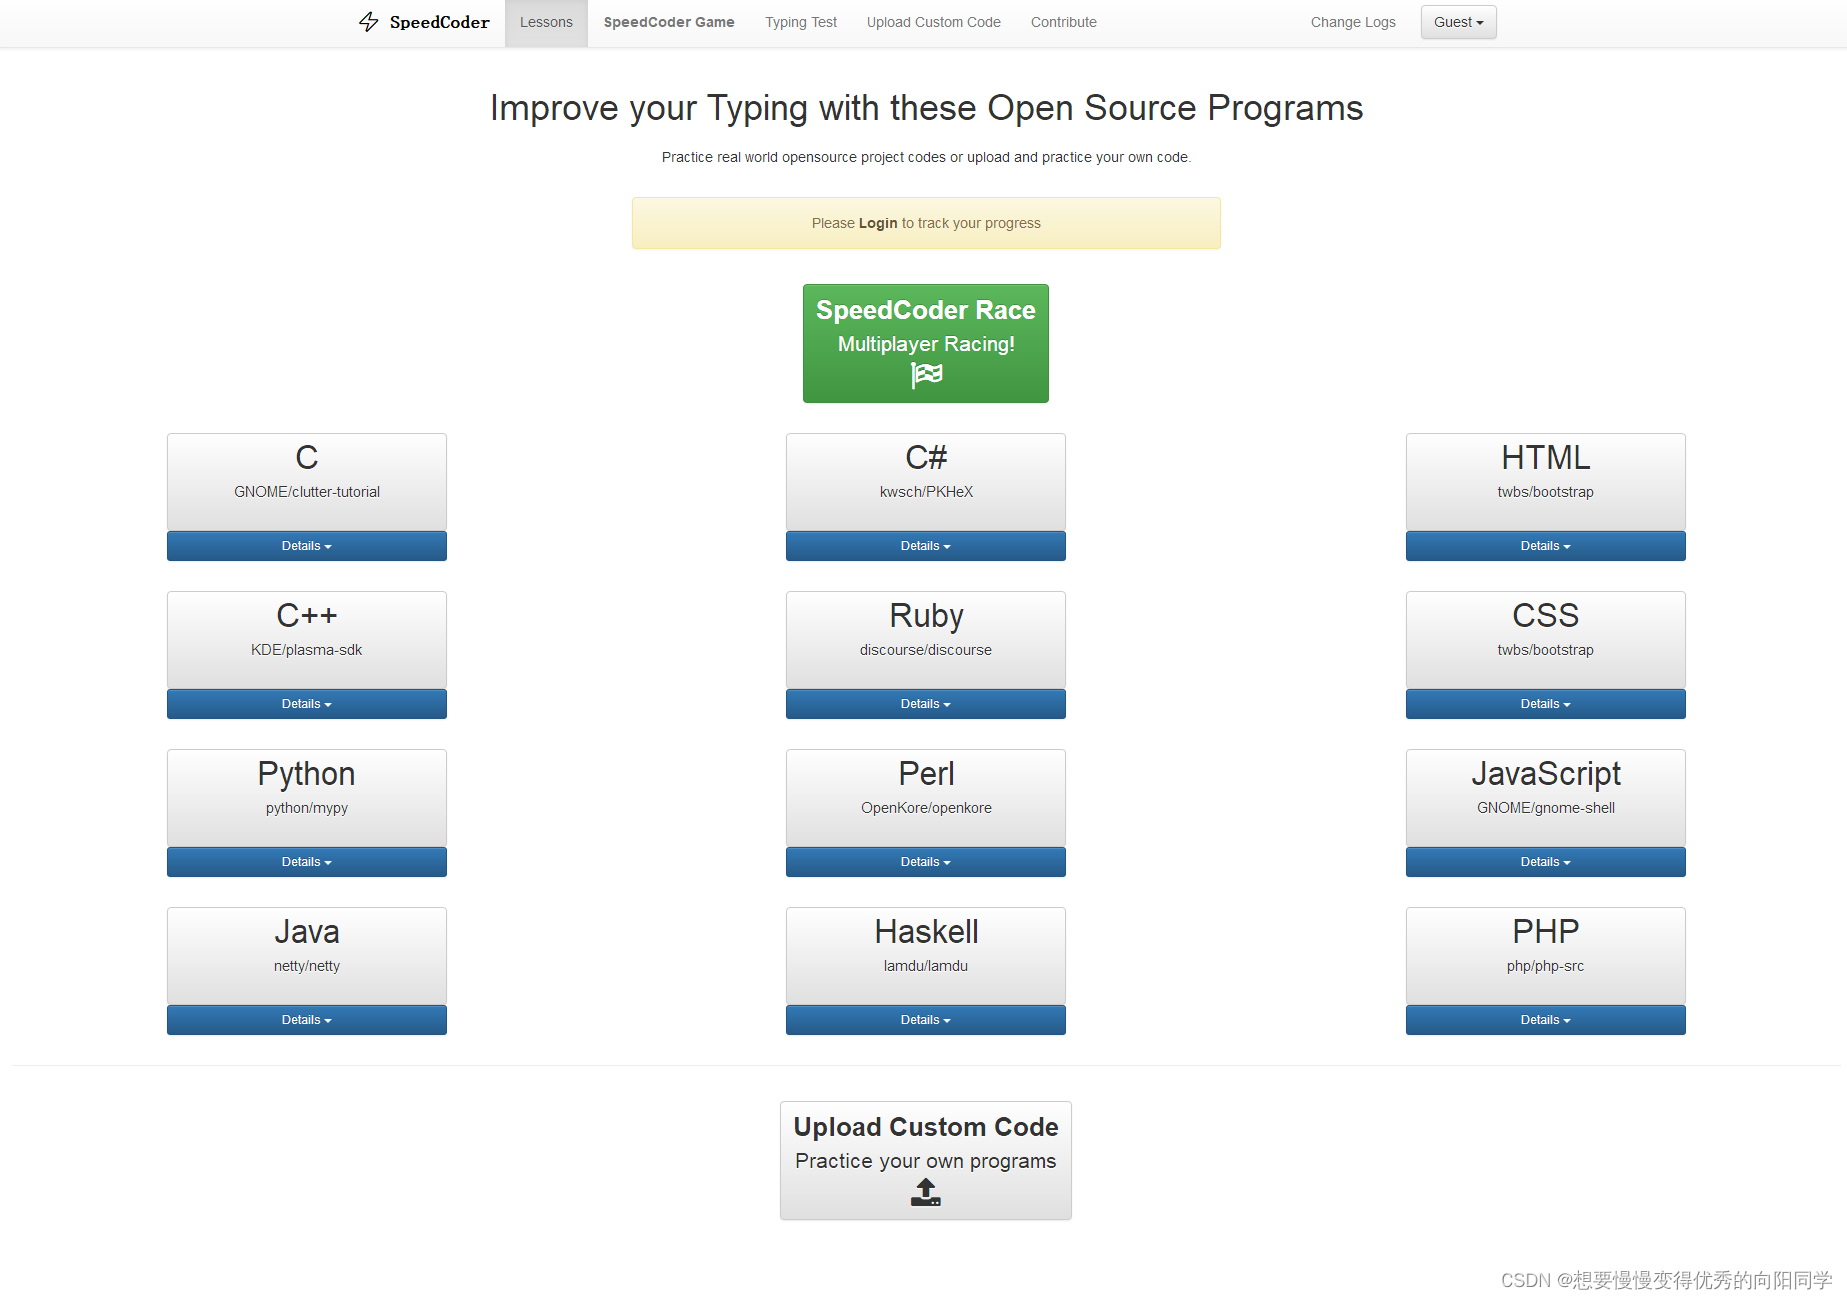 SpeedCoder Lessons SpeedCoder Game Typing Test Upload Custom Code Contribute Change Logs Guest
Improve your Typing with these Open Source Programs
Practice real world opensource project codes or upload and practice your own code.
Please Login to track your progress
SpeedCoder Race
Multiplayer Racing!
C
GNOME/clutter-tutorial
Details
C#
kwsch/PKHeX
Details
HTML
twbs/bootstrap
Details
C++
KDE/plasma-sdk
Details
Ruby
discourse/discourse
Details
CSS
twbs/bootstrap
Details
Python
python/mypy
Details
Perl
OpenKore/openkore
Details
JavaScript
GNOME/gnome-shell
Details
Java
netty/netty
Details
Haskell
lamdu/lamdu
Details
PHP
php/php-src
Details
Upload Custom Code
Practice your own programs
CSDN @想要慢慢变得优秀的向阳同学